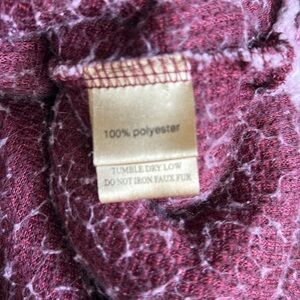 100% polyester
TUMBLE DRY LOW
DO NOT IRON FAUX FUR